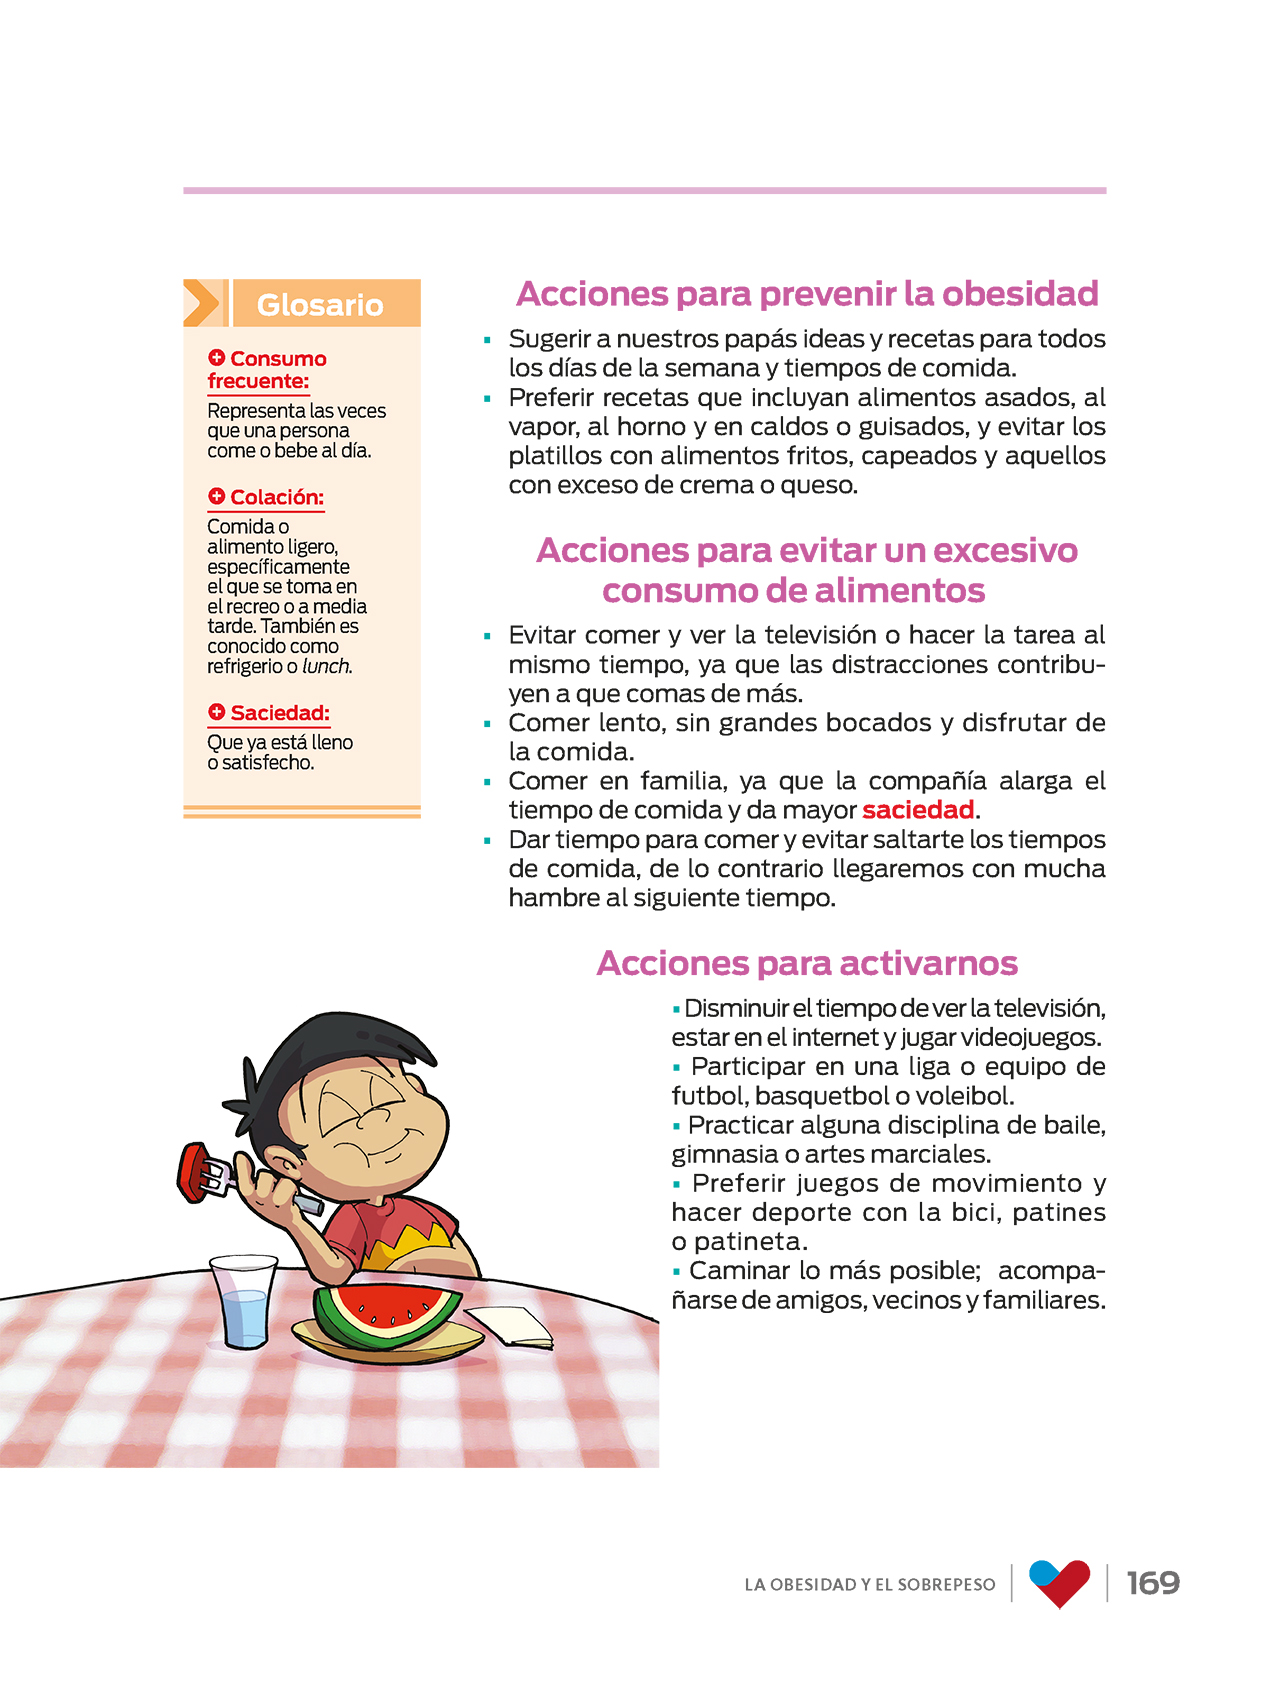 Glosario
Consumo
frecuente:
Representa las veces
que una persona
come o bebe al día.
Colación:
Comida o
alimento ligero,
específicamente
el que se toma en
el recreo o a media
tarde. También es
conocido como
refrigerio o lunch.
Saciedad:
Que ya está lleno
o satisfecho.
Acciones para prevenir la obesidad
▪ Sugerir a nuestros papás ideas y recetas para todos
los días de la semana y tiempos de comida.
▪ Preferir recetas que incluyan alimentos asados, al
vapor, al horno y en caldos o guisados, y evitar los
platillos con alimentos fritos, capeados y aquellos
con exceso de crema o queso.
Acciones para evitar un excesivo
consumo de alimentos
▪ Evitar comer y ver la televisión o hacer la tarea al
mismo tiempo, ya que las distracciones contribu-
yen a que comas de más.
▪ Comer lento, sin grandes bocados y disfrutar de
la comida.
▪ Comer en familia, ya que la compañía alarga el
tiempo de comida y da mayor saciedad.
▪ Dar tiempo para comer y evitar saltarte los tiempos
de comida, de lo contrario llegaremos con mucha
hambre al siguiente tiempo.
Acciones para activarnos
▪ Disminuir el tiempo de ver la televisión,
estar en el internet y jugar videojuegos.
▪ Participar en una liga o equipo de
futbol, basquetbol o voleibol.
▪ Practicar alguna disciplina de baile,
gimnasia o artes marciales.
▪ Preferir juegos de movimiento y
hacer deporte con la bici, patines
o patineta.
▪ Caminar lo más posible; acompa-
ñarse de amigos, vecinos y familiares.
LA OBESIDAD Y EL SOBREPESO
169